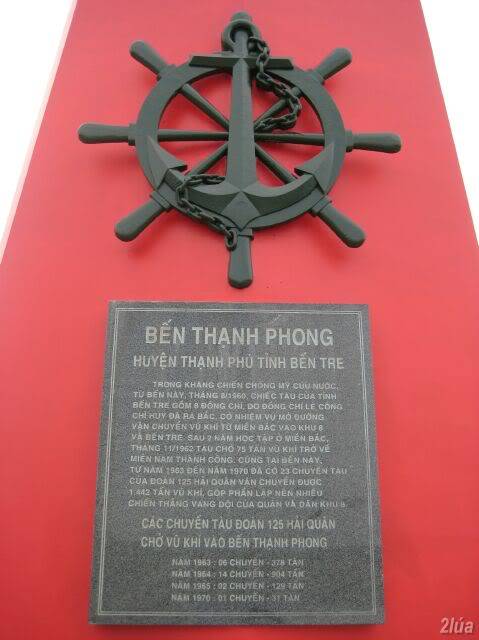 BẾN THẠNH PHONG
HUYỆN THẠNH PHÚ TỈNH BẾN TRE
TRONG KHÁNG CHIẾN CHỐNG MỸ CỨU NƯỚC,
TỪ BẾN NÀY, THÁNG 8/1960, CHIẾC TÀU CỦA TỈNH
BẾN TRE GỒM 6 ĐỒNG CHÍ, DO ĐỒNG CHÍ LÊ CÔNG
CHỈ HUY ĐÃ RA BẮC, CÓ NHIỆM VỤ MỞ ĐƯỜNG
VẬN CHUYỂN VŨ KHÍ TỪ MIỀN BẮC VÀO KHU 8
VÀ BẾN TRE. SAU 2 NĂM HỌC TẬP Ở MIỀN BẮC,
THÁNG 11/1962 TÀU CHỞ 75 TẤN VŨ KHÍ TRỞ VỀ
MIỀN NAM THÀNH CÔNG. CŨNG TẠI BẾN NÀY,
TỪ NĂM 1963 ĐẾN NĂM 1970 ĐÃ CÓ 23 CHUYẾN TÀU
CỦA ĐOÀN 125 HẢI QUÂN VẬN CHUYỂN ĐƯỢC
1.442 TẤN VŨ KHÍ, GÓP PHẦN LẬP NÊN NHIỀU
CHIẾN THẮNG VANG DỘI CỦA QUÂN VÀ DÂN KHU 8.
CÁC CHUYẾN TÀU ĐOÀN 125 HẢI QUÂN
CHỞ VŨ KHÍ VÀO BẾN THẠNH PHONG
NĂM 1963 : 06 CHUYẾN - 378 TẤN
NĂM 1964 : 14 CHUYẾN - 904 TẤN
NĂM 1965 : 02 CHUYẾN - 129 TẤN
NĂM 1970 : 01 CHUYẾN - 31 TẤN
2lúa